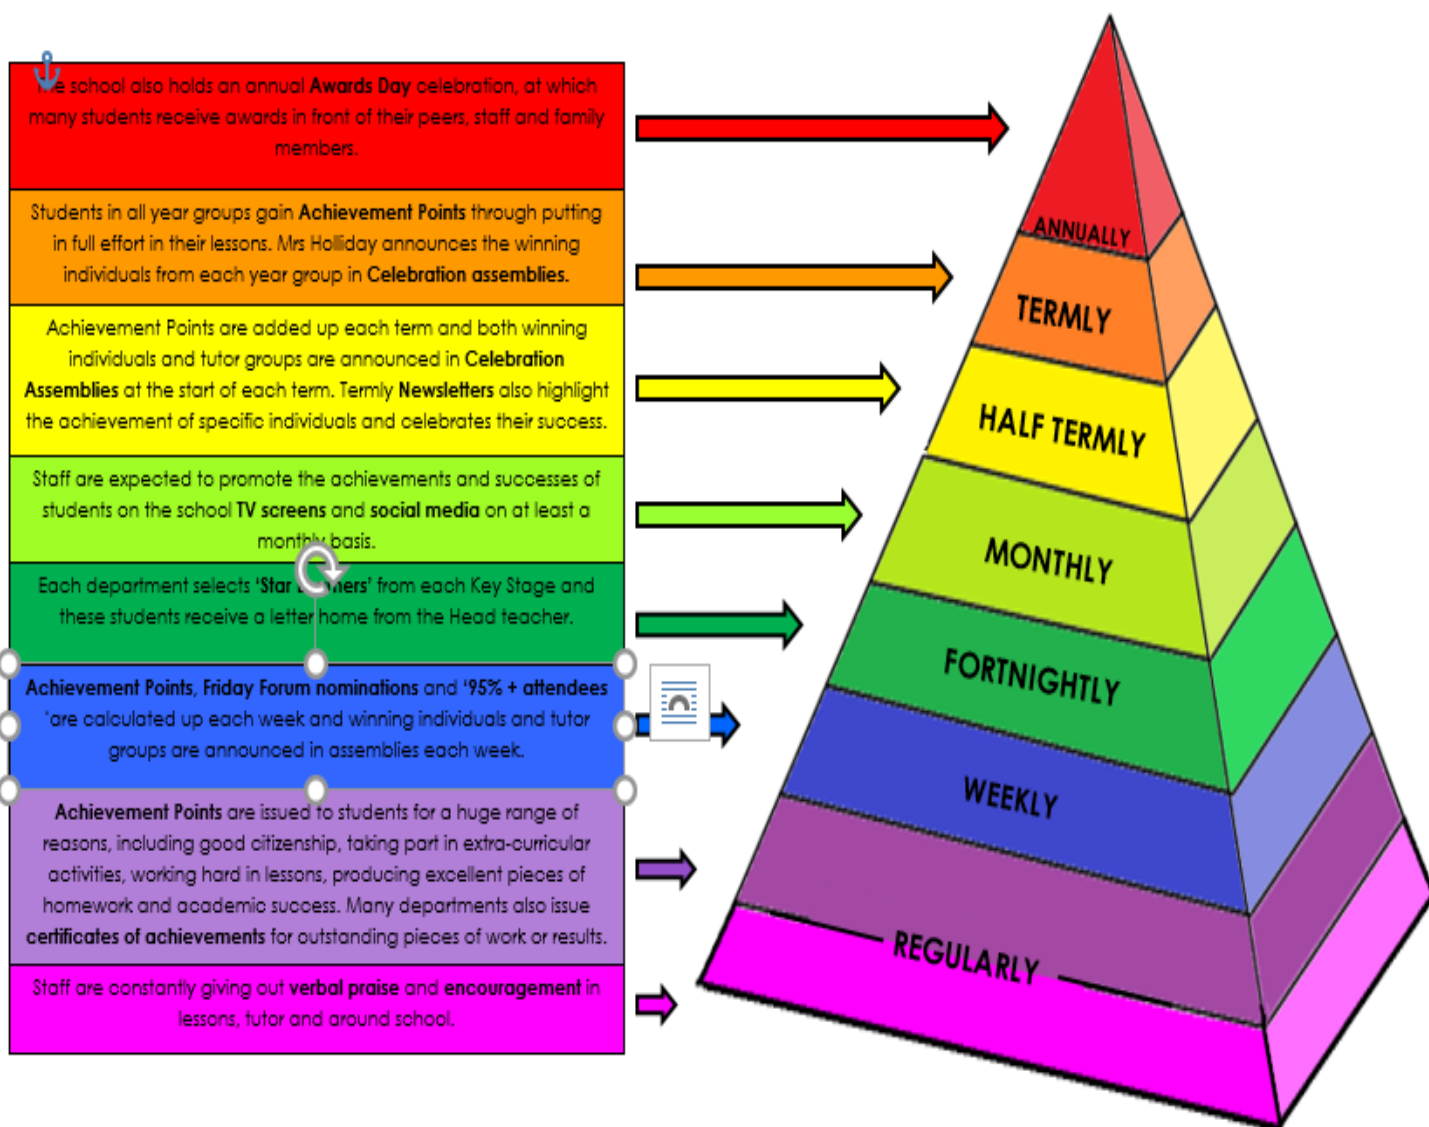 The school also holds an annual Awards Day celebration, at which
many students receive awards in front of their peers, staff and family
members.
Students in all year groups gain Achievement Points through putting
in full effort in their lessons. Mrs Holliday announces the winning
individuals from each year group in Celebration assemblies.
Achievement Points are added up each term and both winning
individuals and tutor groups are announced in Celebration
Assemblies at the start of each term. Termly Newsletters also highlight
the achievement of specific individuals and celebrates their success.
Staff are expected to promote the achievements and successes of
students on the school TV screens and social media on at least a
monthly basis.
Each department selects ‘Star from each Key Stage and
these students receive a letter home from the Head teacher.
Achievement Points, Friday Forum nominations and ‘95% + attendees
’are calculated up each week and winning individuals and tutor
groups are announced in assemblies each week.
Achievement Points are issued to students for a huge range of
reasons, including good citizenship, taking part in extra-curricular
activities, working hard in lessons, producing excellent pieces of
homework and academic success. Many departments also issue
certificates of achievements for outstanding pieces of work or results.
Staff are constantly giving out verbal praise and encouragement in
lessons, tutor and around school.
ANNUALLY
TERMLY
HALF TERMLY
MONTHLY
FORTNIGHTLY
WEEKLY
REGULARLY